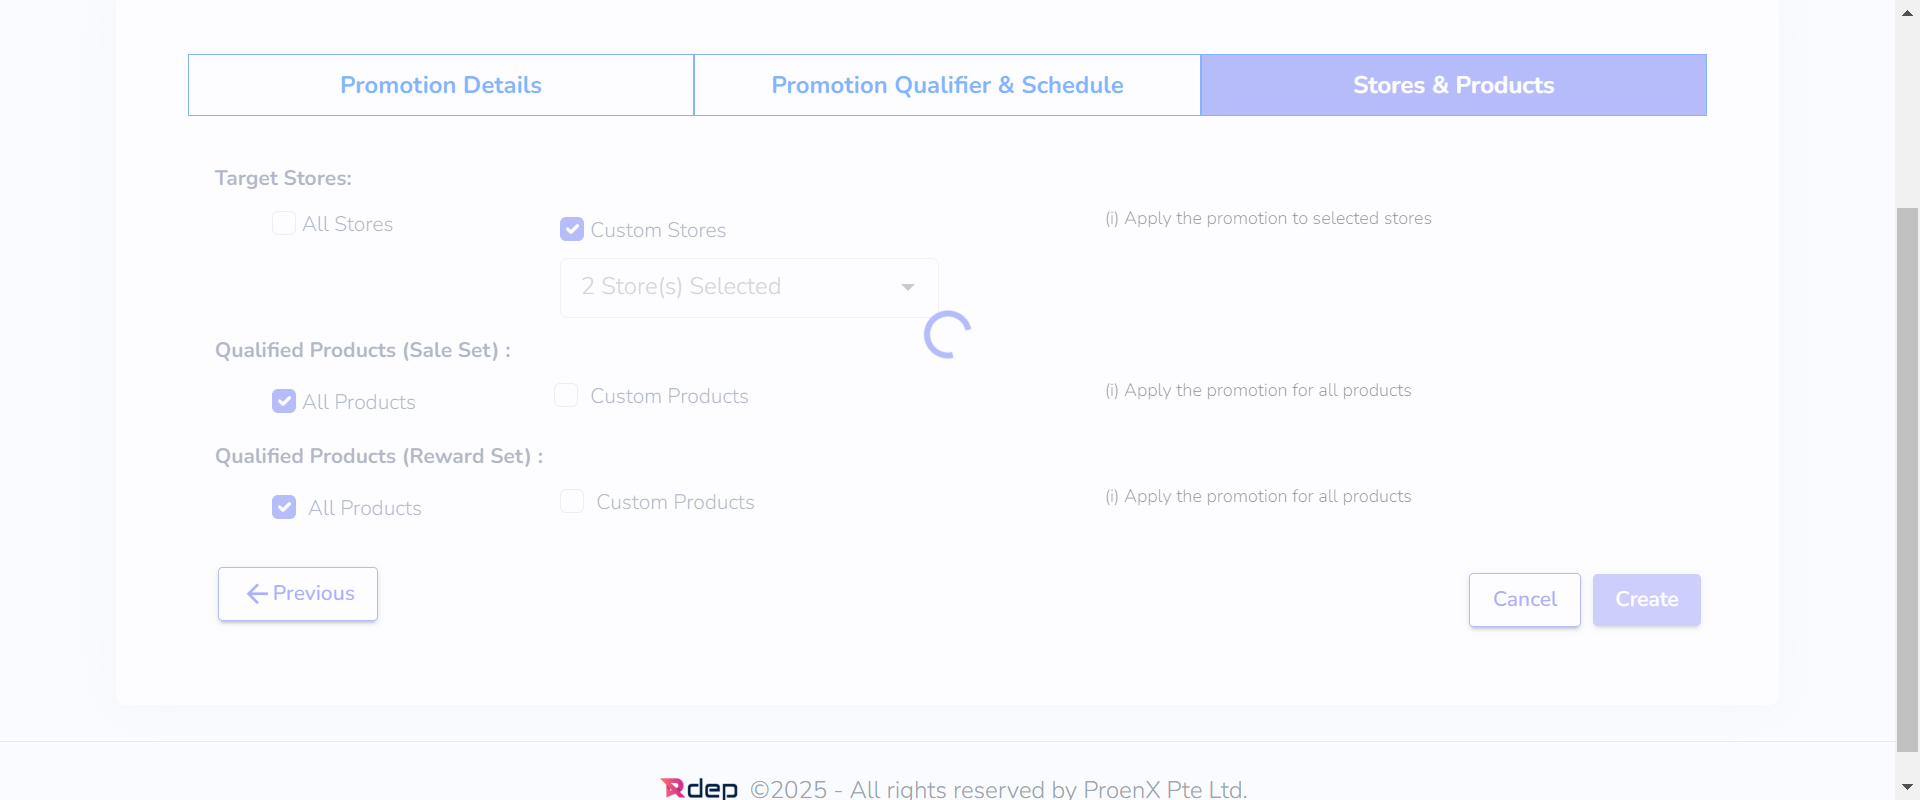 Promotion Details
Promotion Qualifier & Schedule
Stores & Products
Target Stores:
All Stores
Custom Stores
(i) Apply the promotion to selected stores
2 Store(s) Selected
Qualified Products (Sale Set) :
All Products
Custom Products
(i) Apply the promotion for all products
Qualified Products (Reward Set) :
All Products
Custom Products
(i) Apply the promotion for all products
Previous
Cancel
Create
Rdep ©2025 - All rights reserved by ProenX Pte Ltd.